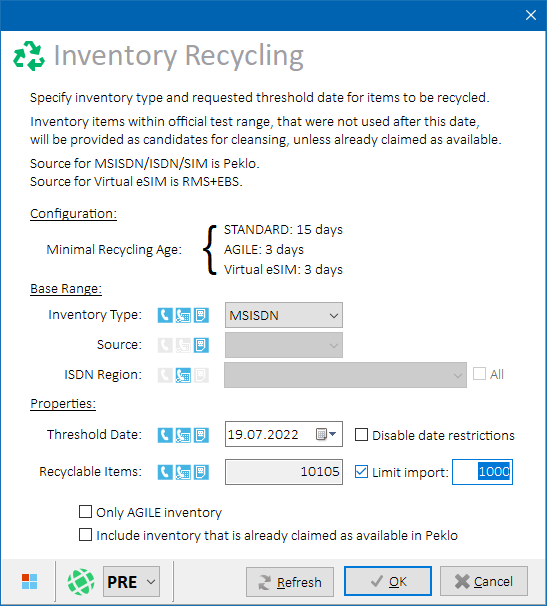 Inventory Recycling
Specify inventory type and requested threshold date for items to be recycled.
Inventory items within official test range, that were not used after this date,
will be provided as candidates for cleansing, unless already claimed as available.
Source for MSISDN/ISDN/SIM is Peklo.
Source for Virtual eSIM is RMS+EBS.
Configuration:
Minimal Recycling Age:
STANDARD: 15 days
AGILE: 3 days
Virtual eSIM: 3 days
Base Range:
Inventory Type: MSISDN
Source:
ISDN Region: All
Properties:
Threshold Date: 19.07.2022 Disable date restrictions
Recyclable Items: 10105 Limit import: 1000
Only AGILE inventory
Include inventory that is already claimed as available in Peklo
PRE Refresh OK Cancel